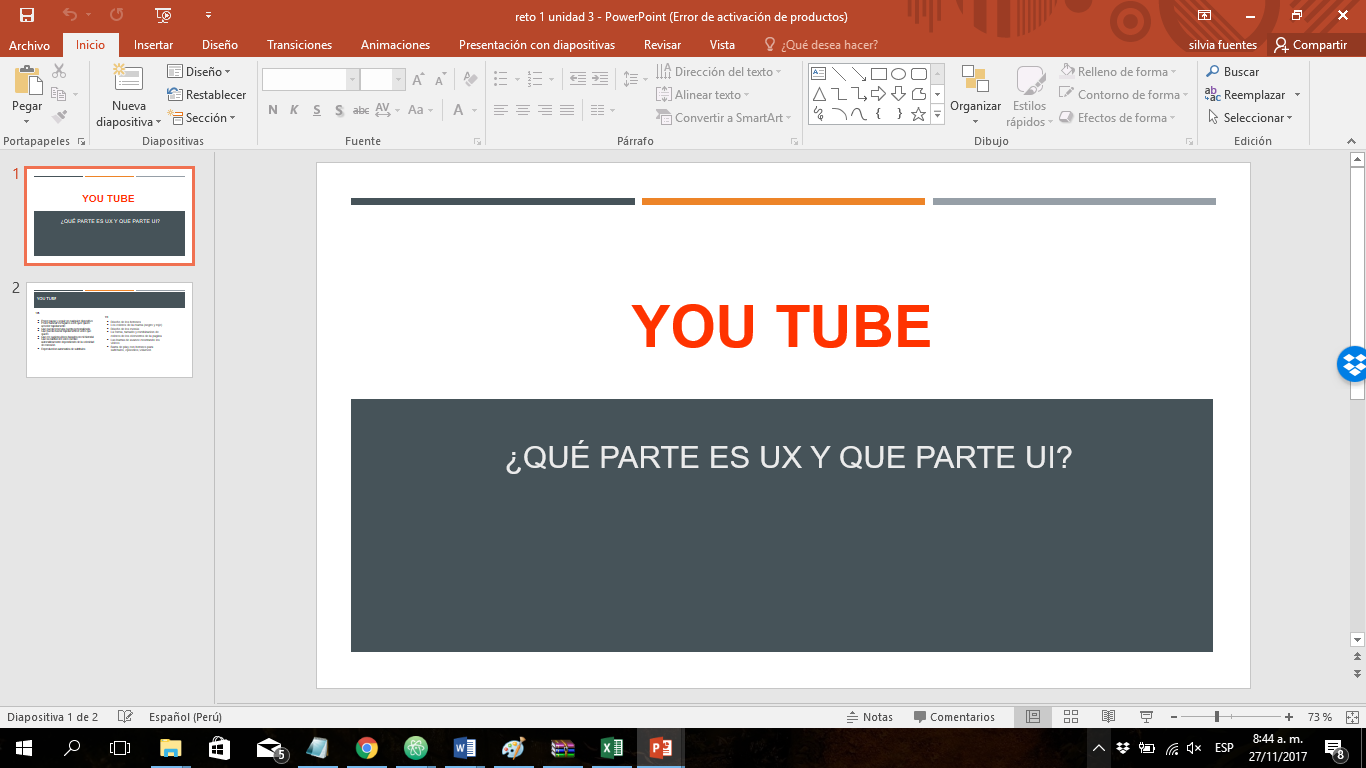 reto 1 unidad 3 - PowerPoint (Error de activación de productos)
Archivo Inicio Insertar Diseño Transiciones Animaciones Presentación con diapositivas Revisar Vista ¿Qué desea hacer? silvia fuentes Compartir
Pegar
Nueva diapositiva
Diseño
Restablecer
Sección
N K S S abc AV Aa A
Dirección del texto
Alinear texto
Convertir a SmartArt
Organizar
Estilos rápidos
Relleno de forma
Contorno de forma
Efectos de forma
Buscar
Reemplazar
Seleccionar
Portapapeles Diapositivas Fuente Párrafo Dibujo Edición
1
YOU TUBE
¿QUÉ PARTE ES UX Y QUE PARTE UI?
2
YOU TUBE
YOU TUBE
¿QUÉ PARTE ES UX Y QUE PARTE UI?
Diapositiva 1 de 2 Español (Perú) Notas Comentarios 73 %
5 ESP 8:44 a. m.
27/11/2017 8